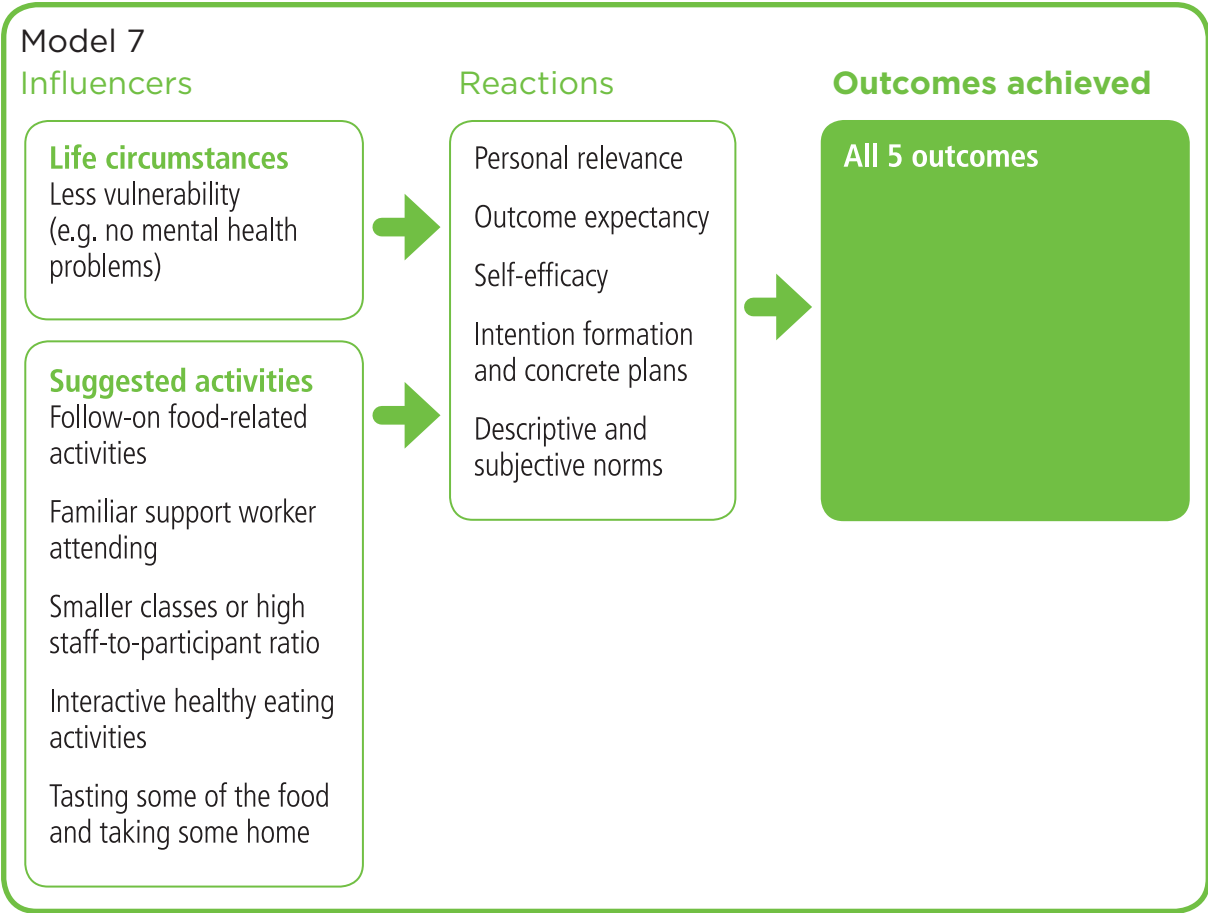 Model 7
Influencers
Life circumstances
Less vulnerability
(e.g. no mental health
problems)
Suggested activities
Follow-on food-related
activities
Familiar support worker
attending
Smaller classes or high
staff-to-participant ratio
Interactive healthy eating
activities
Tasting some of the food
and taking some home
Reactions
Personal relevance
Outcome expectancy
Self-efficacy
Intention formation
and concrete plans
Descriptive and
subjective norms
Outcomes achieved
All 5 outcomes